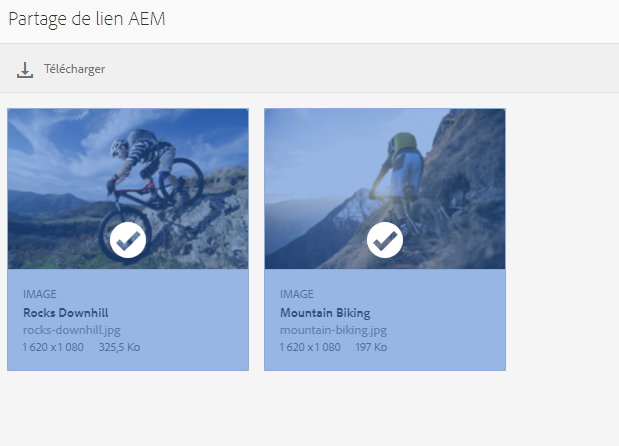 Partage de lien AEM
Télécharger
IMAGE
Rocks Downhill
rocks-downhill.jpg
1 620 x 1 080 325,5 Ko
IMAGE
Mountain Biking
mountain-biking.jpg
1 620 x 1 080 197 Ko